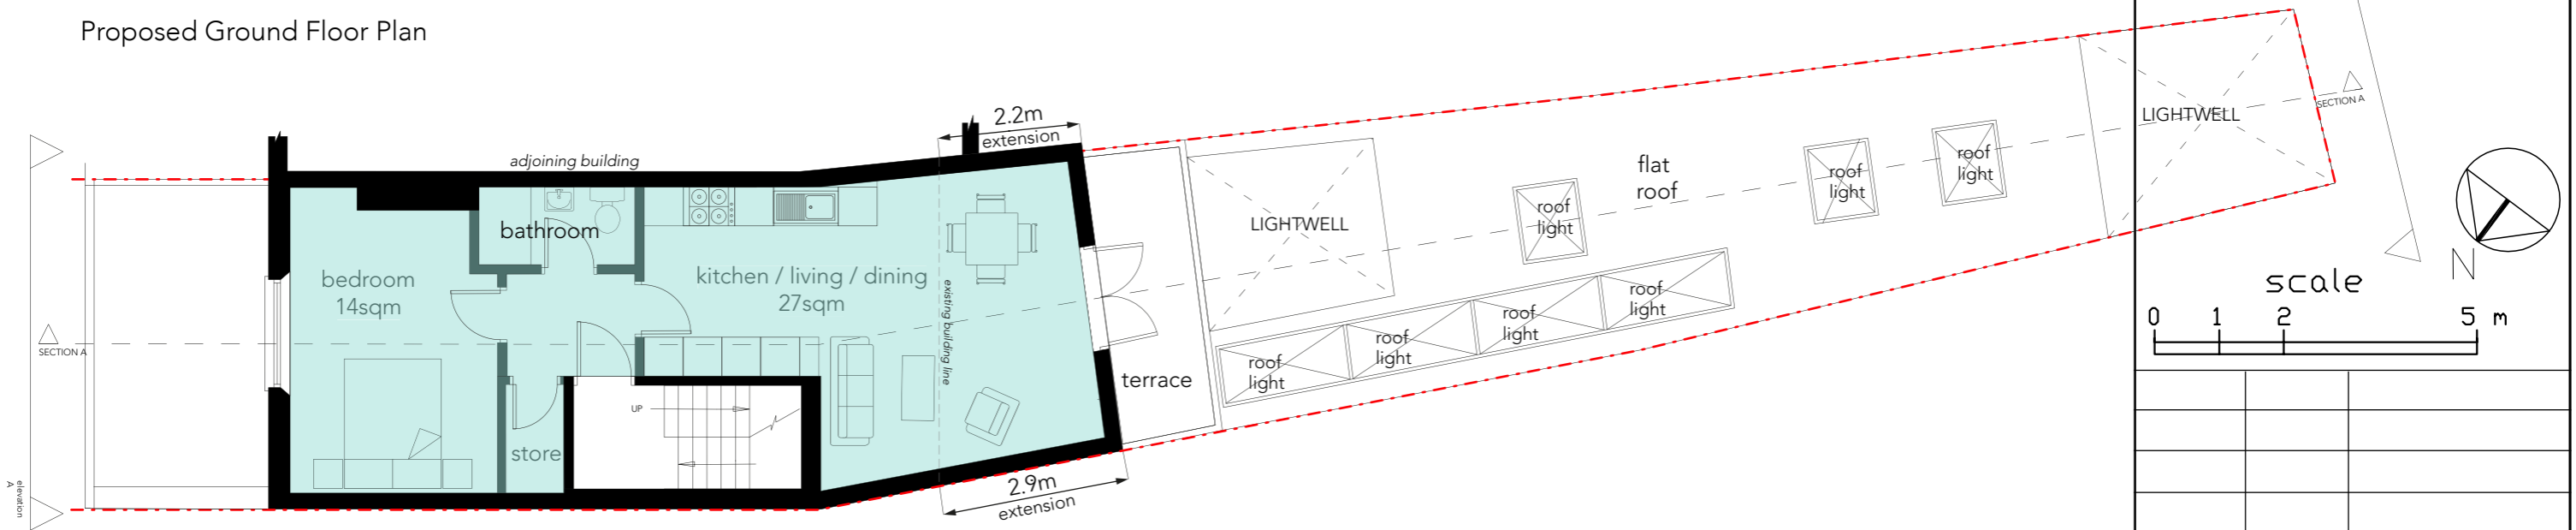 Proposed Ground Floor Plan
2.2m
extension
adjoining building
bathroom
bedroom
14sqm
kitchen / living / dining
27sqm
existing building line
SECTION A
UP
store
elevation
A
2.9m
extension
terrace
LIGHTWELL
roof
light
roof
light
roof
light
roof
light
roof
light
flat
roof
roof
light
roof
light
LIGHTWELL
SECTION A
N
scale
0 1 2 5 m